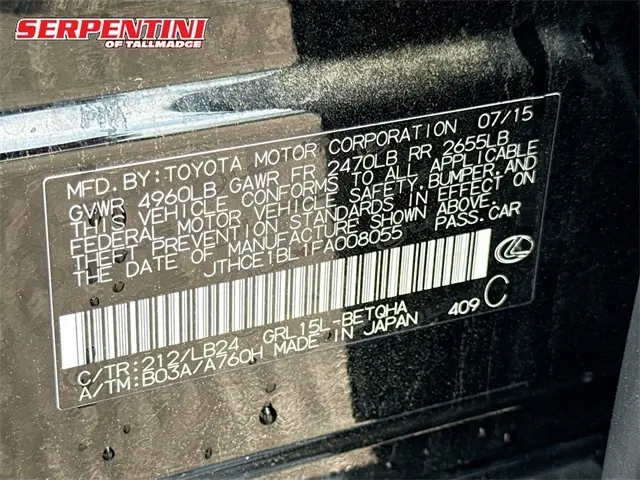 SERPENTINI
OF TALLMADGE
MFD. BY: TOYOTA MOTOR CORPORATION 07/15
GVWR 4960LB GAWR FR 2470LB RR 2655LB
THIS VEHICLE CONFORMS TO ALL APPLICABLE
FEDERAL MOTOR VEHICLE SAFETY, BUMPER, AND
THEFT PREVENTION STANDARDS IN EFFECT ON
THE DATE OF MANUFACTURE SHOWN ABOVE.
JTHCE1BL1FA008055 PASS. CAR
409 C
C/TR: 212/LB24 GRL15L-BETQHA
A/TM: B03A/A760H MADE IN JAPAN